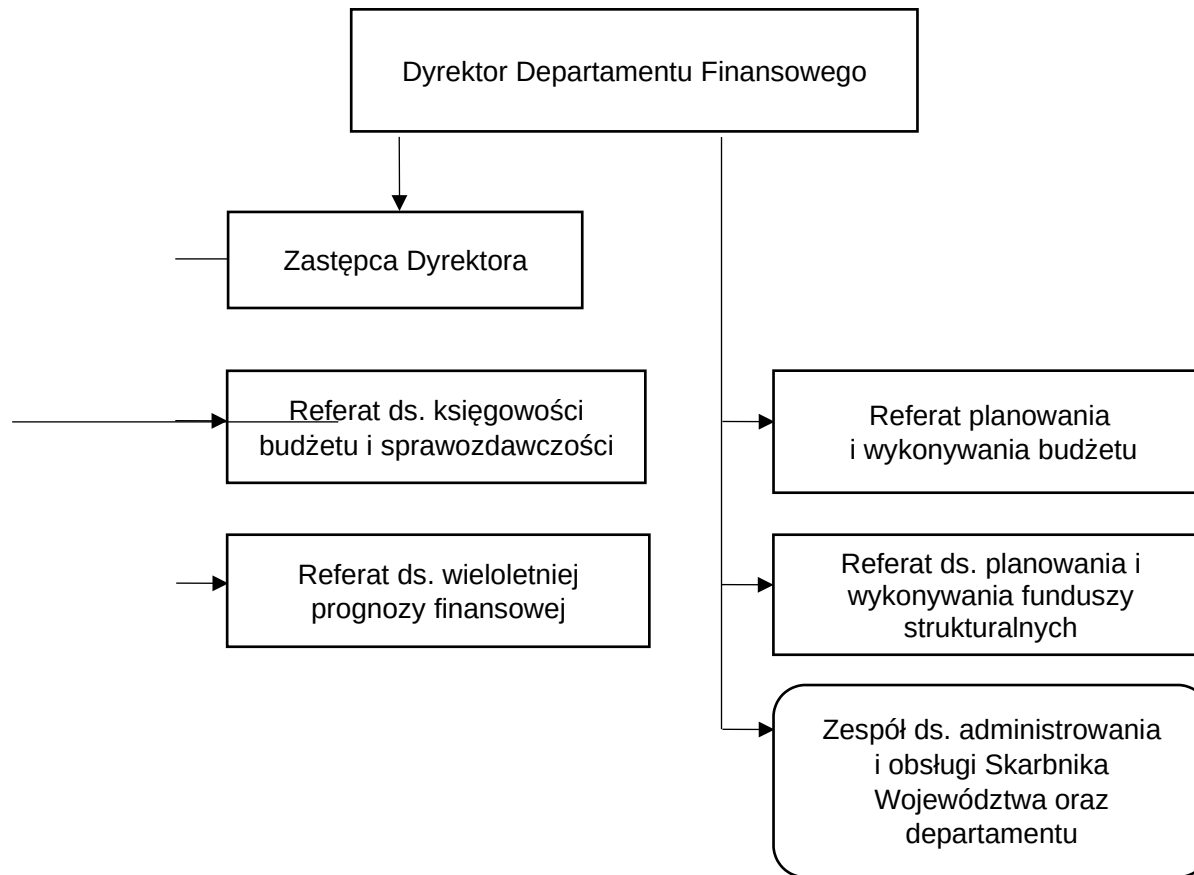 Dyrektor Departamentu Finansowego
Zastępca Dyrektora
Referat ds. księgowości
budżetu i sprawozdawczości
Referat ds. wieloletniej
prognozy finansowej
Referat planowania
i wykonywania budżetu
Referat ds. planowania i
wykonywania funduszy
strukturalnych
Zespół ds. administrowania
i obsługi Skarbnika
Województwa oraz
departamentu